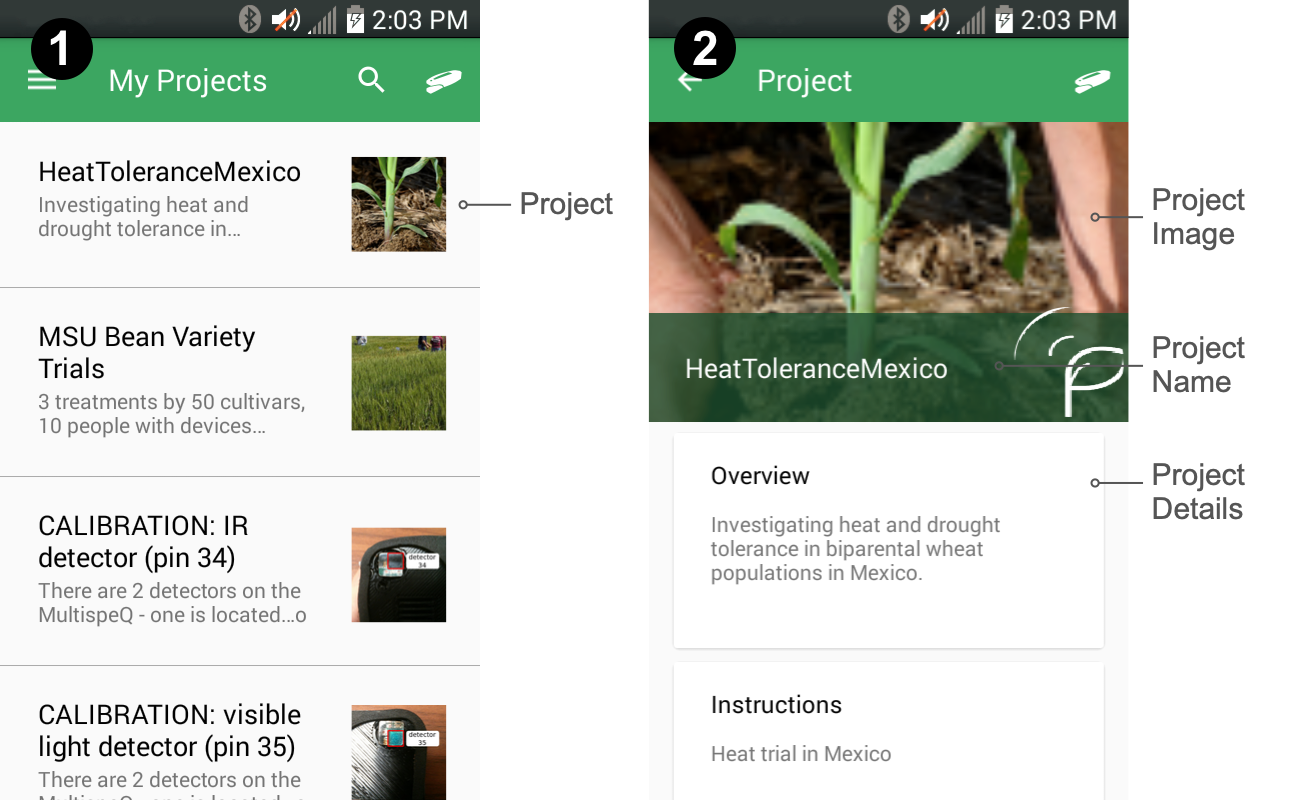 1
2:03 PM
My Projects
HeatToleranceMexico
Investigating heat and
drought tolerance in...
Project
MSU Bean Variety
Trials
3 treatments by 50 cultivars,
10 people with devices...
CALIBRATION: IR
detector (pin 34)
There are 2 detectors on the
MultispeQ - one is located...o
detector
34
CALIBRATION: visible
light detector (pin 35)
There are 2 detectors on the
detector
35
2
2:03 PM
Project
Project
Image
HeatToleranceMexico
Project
Name
Overview
Investigating heat and drought
tolerance in biparental wheat
populations in Mexico.
Project
Details
Instructions
Heat trial in Mexico